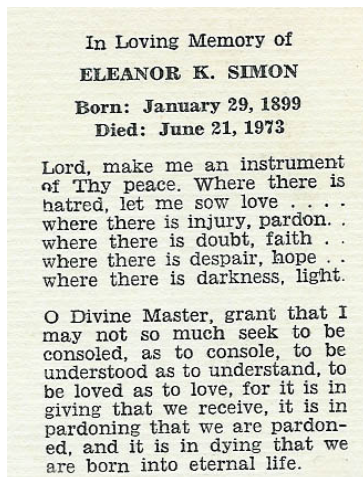 In Loving Memory of
ELEANOR K. SIMON
Born: January 29, 1899
Died: June 21, 1973
Lord, make me an instrument
of Thy peace. Where there is
hatred, let me sow love . . . .
where there is injury, pardon. .
where there is doubt, faith . .
where there is despair, hope . .
where there is darkness, light.
O Divine Master, grant that I
may not so much seek to be
consoled, as to console, to be
understood as to understand, to
be loved as to love, for it is in
giving that we receive, it is in
pardoning that we are pardon-
ed, and it is in dying that we
are born into eternal life.